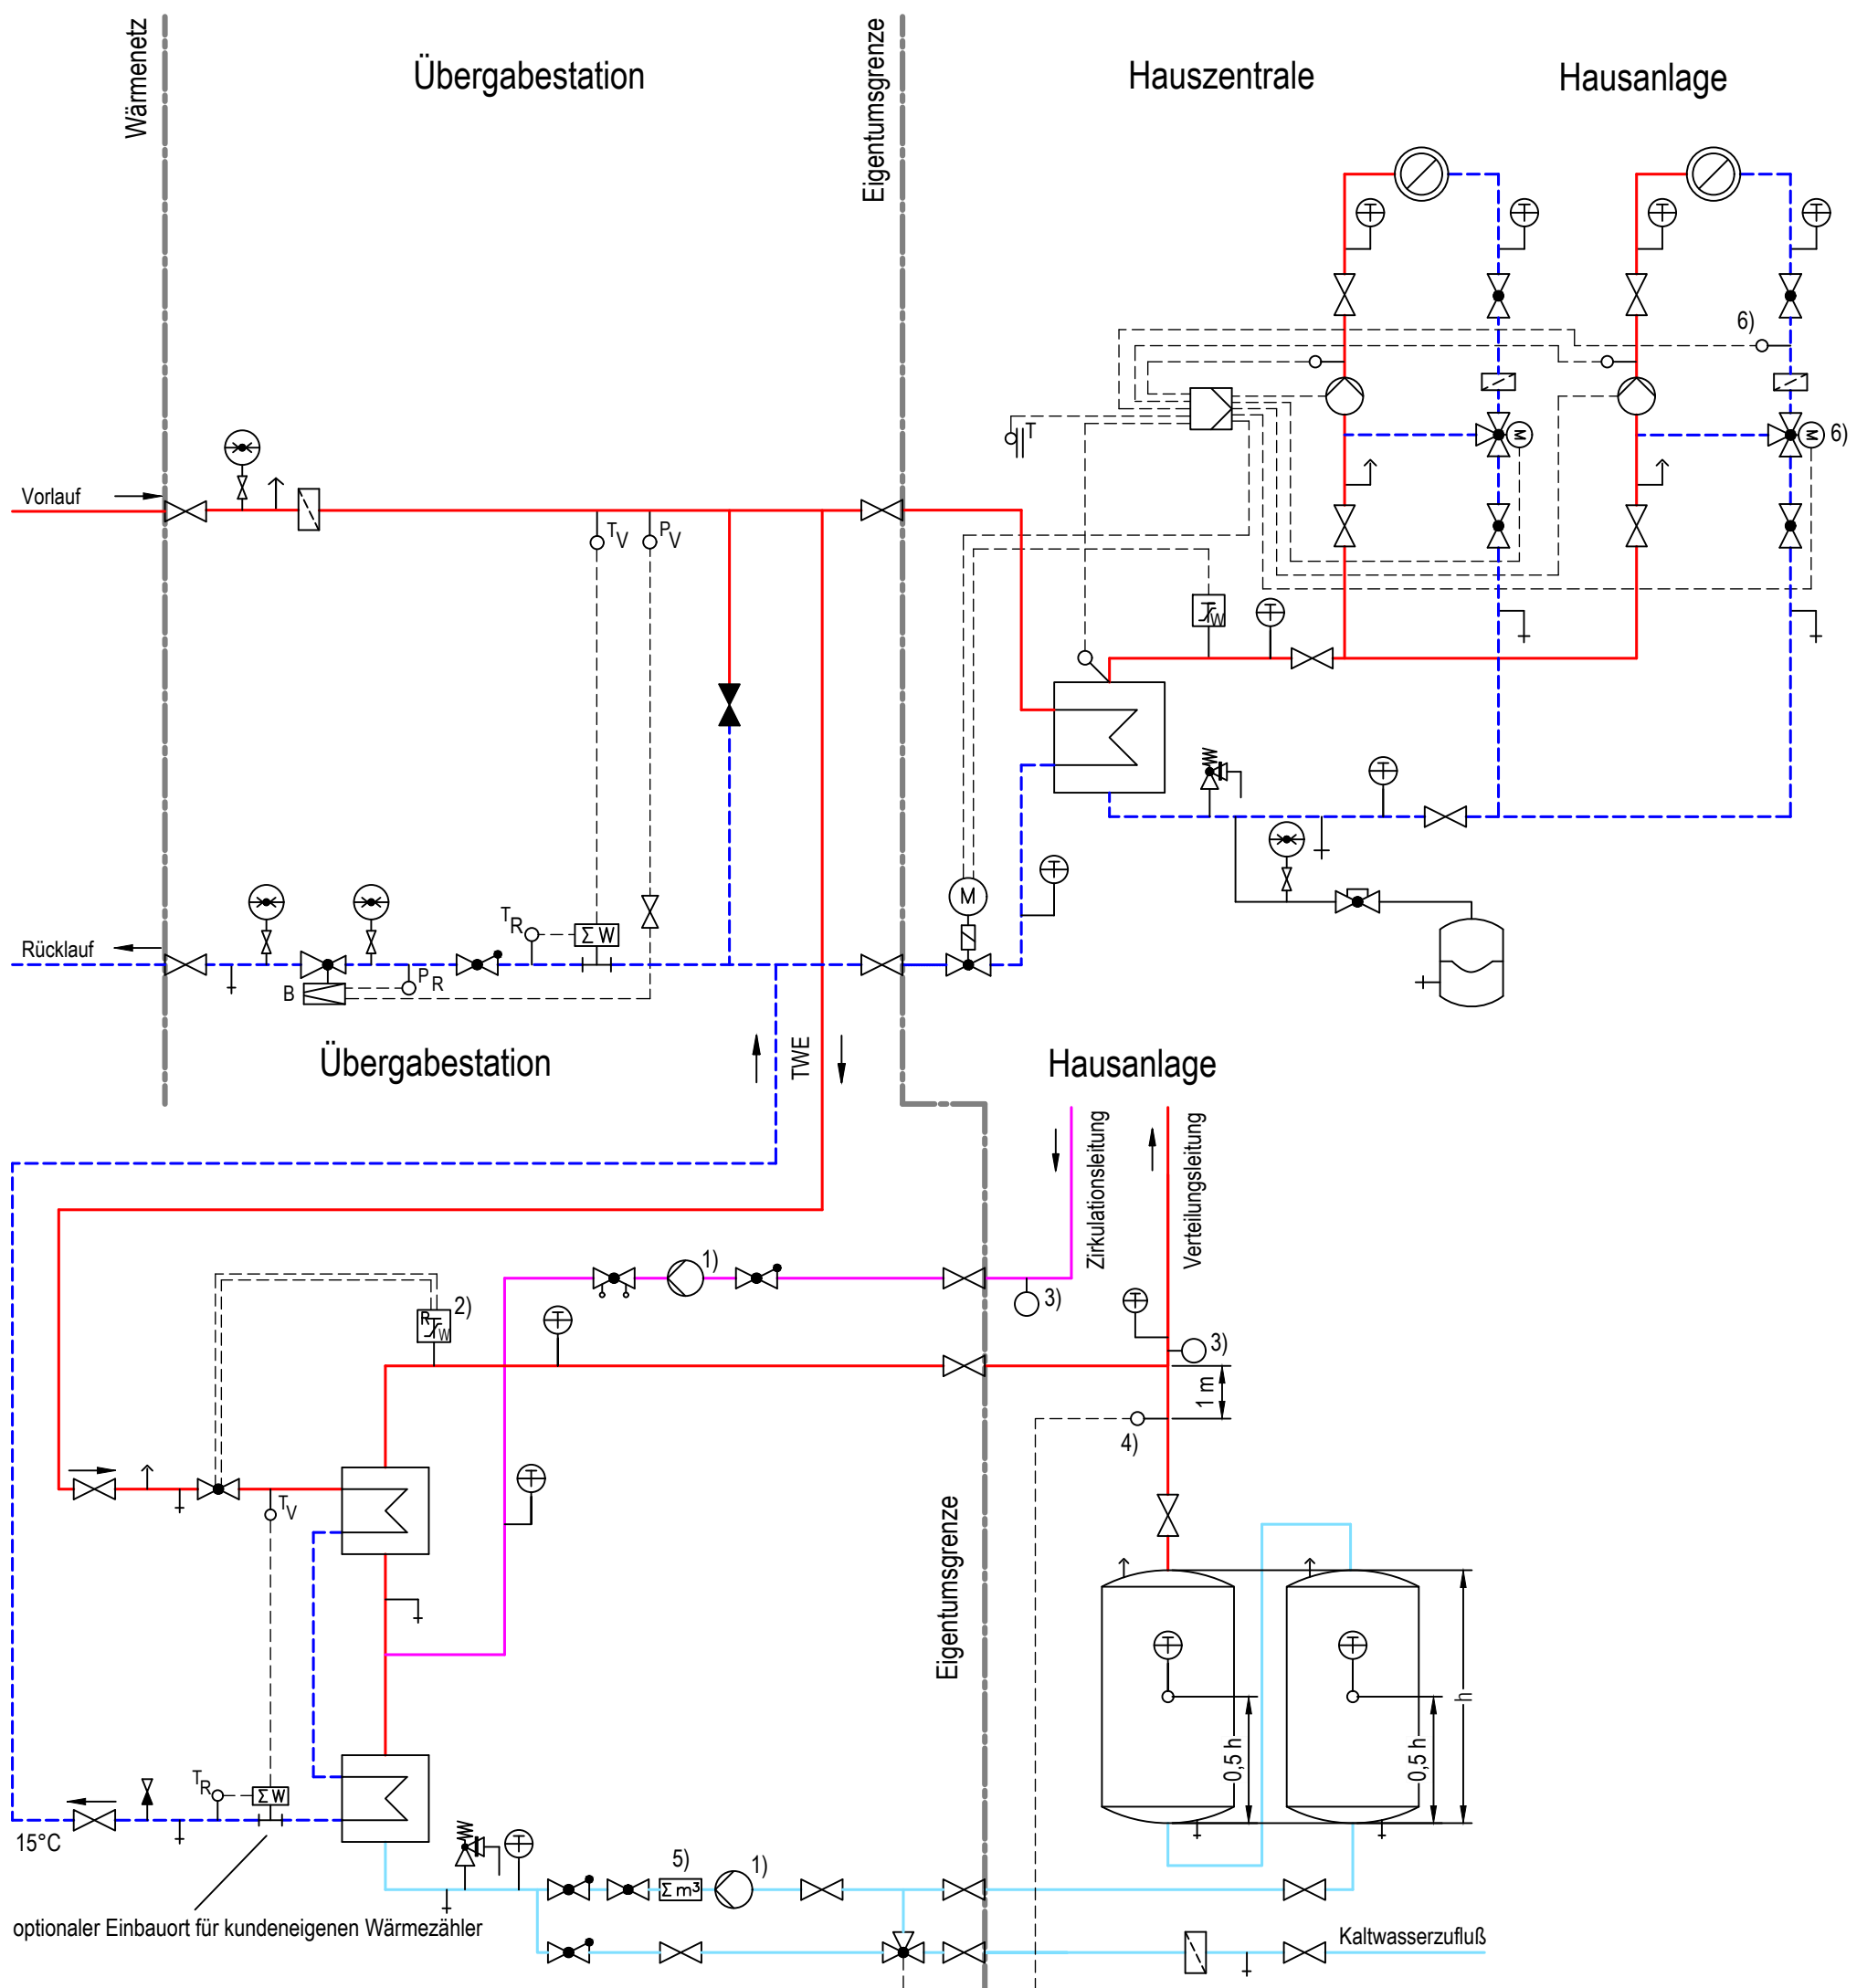 Wärmenetz
Übergabestation
Eigentumsgrenze
Hauszentrale
Hausanlage
T
T
T
T
6)
T
M
M
6)
Vorlauf
TV
PV
W
T
T
T
M
TR
Σ W
Rücklauf
PR
B
Übergabestation
TWE
Hausanlage
Zirkulationsleitung
Verteilungsleitung
1)
2)
R
W
T
3)
T
3)
1 m
4)
T
TV
Eigentumsgrenze
T
T
h
0,5 h
0,5 h
TR
Σ W
15°C
T
5)
Σ m³
1)
optionaler Einbauort für kundeneigenen Wärmezähler
Kaltwasserzufluß